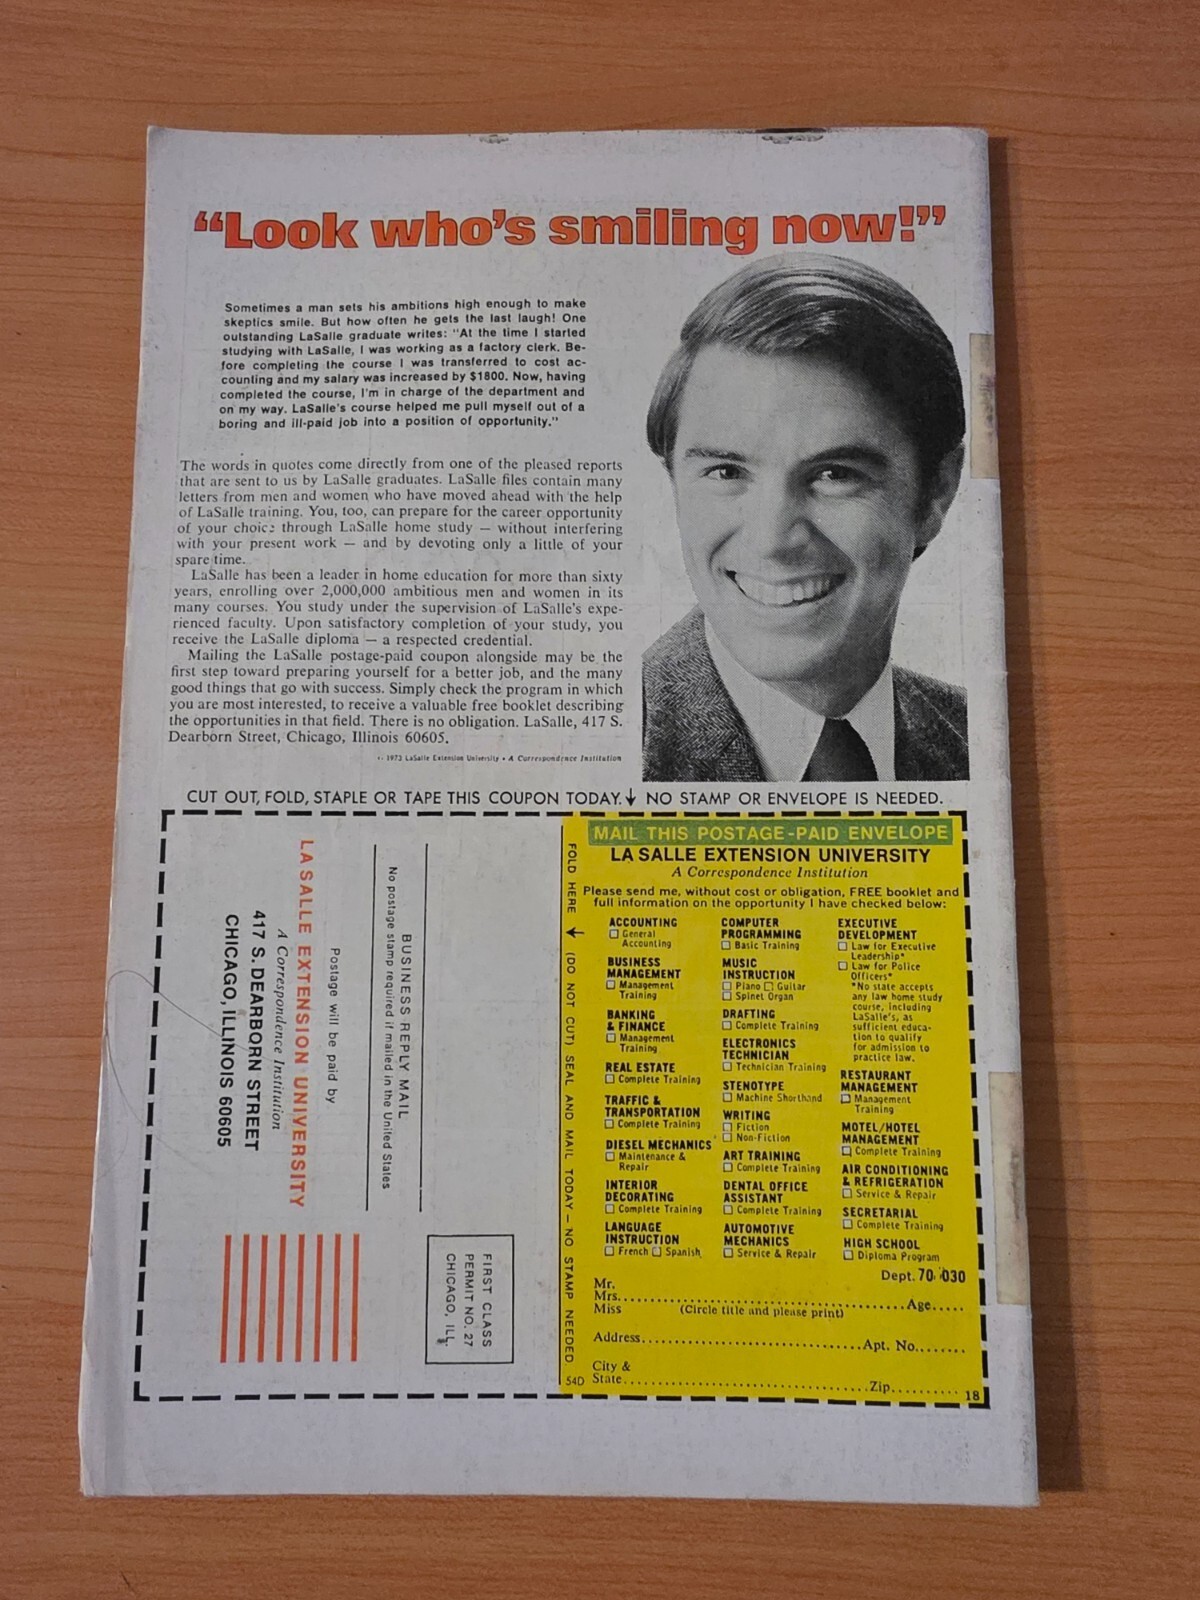 “Look who’s smiling now!”
Sometimes a man sets his ambitions high enough to make
skeptics smile. But how often he gets the last laugh! One
outstanding LaSalle graduate writes: "At the time I started
studying with LaSalle, I was working as a factory clerk. Be-
fore completing the course I was transferred to cost ac-
counting and my salary was increased by $1800. Now, having
completed the course, I'm in charge of the department and
on my way. LaSalle's course helped me pull myself out of a
boring and ill-paid job into a position of opportunity."
The words in quotes come directly from one of the pleased reports
that are sent to us by LaSalle graduates. LaSalle files contain many
letters from men and women who have moved ahead with the help
of LaSalle training. You, too, can prepare for the career opportunity
of your choice through LaSalle home study — without interfering
with your present work — and by devoting only a little of your
spare time.
LaSalle has been a leader in home education for more than sixty
years, enrolling over 2,000,000 ambitious men and women in its
many courses. You study under the supervision of LaSalle's expe-
rienced faculty. Upon satisfactory completion of your study, you
receive the LaSalle diploma — a respected credential.
Mailing the LaSalle postage-paid coupon alongside may be the
first step toward preparing yourself for a better job, and the many
good things that go with success. Simply check the program in which
you are most interested, to receive a valuable free booklet describing
the opportunities in that field. There is no obligation. LaSalle, 417 S.
Dearborn Street, Chicago, Illinois 60605.
© 1973 LaSalle Extension University • A Correspondence Institution
CUT OUT, FOLD, STAPLE OR TAPE THIS COUPON TODAY. ↓ NO STAMP OR ENVELOPE IS NEEDED.
FIRST CLASS
PERMIT NO. 27
CHICAGO, ILL.
BUSINESS REPLY MAIL
No postage stamp required if mailed in the United States
Postage will be paid by
LA SALLE EXTENSION UNIVERSITY
A Correspondence Institution
417 S. DEARBORN STREET
CHICAGO, ILLINOIS 60605
FOLD HERE ↓ (DO NOT CUT) SEAL AND MAIL TODAY — NO STAMP NEEDED
54D
MAIL THIS POSTAGE-PAID ENVELOPE
LA SALLE EXTENSION UNIVERSITY
A Correspondence Institution
Please send me, without cost or obligation, FREE booklet and
full information on the opportunity I have checked below:
ACCOUNTING
☐ General
Accounting
BUSINESS
MANAGEMENT
☐ Management
Training
BANKING
& FINANCE
☐ Management
Training
REAL ESTATE
☐ Complete Training
TRAFFIC &
TRANSPORTATION
☐ Complete Training
DIESEL MECHANICS
☐ Maintenance &
Repair
INTERIOR
DECORATING
☐ Complete Training
LANGUAGE
INSTRUCTION
☐ French ☐ Spanish
COMPUTER
PROGRAMMING
☐ Basic Training
MUSIC
INSTRUCTION
☐ Piano ☐ Guitar
☐ Spinet Organ
DRAFTING
☐ Complete Training
ELECTRONICS
TECHNICIAN
☐ Technician Training
STENOTYPE
☐ Machine Shorthand
WRITING
☐ Fiction
☐ Non-Fiction
ART TRAINING
☐ Complete Training
DENTAL OFFICE
ASSISTANT
☐ Complete Training
AUTOMOTIVE
MECHANICS
☐ Service & Repair
EXECUTIVE
DEVELOPMENT
☐ Law for Executive
Leadership*
☐ Law for Police
Officers*
*No state accepts
any law home study
course, including
LaSalle's, as
sufficient educa-
tion to qualify
for admission to
practice law.
RESTAURANT
MANAGEMENT
☐ Management
Training
MOTEL/HOTEL
MANAGEMENT
☐ Complete Training
AIR CONDITIONING
& REFRIGERATION
☐ Service & Repair
SECRETARIAL
☐ Complete Training
HIGH SCHOOL
☐ Diploma Program
Dept. 70-030
Mr.
Mrs. Age
Miss (Circle title and please print)
Address Apt. No.
City &
State Zip
18